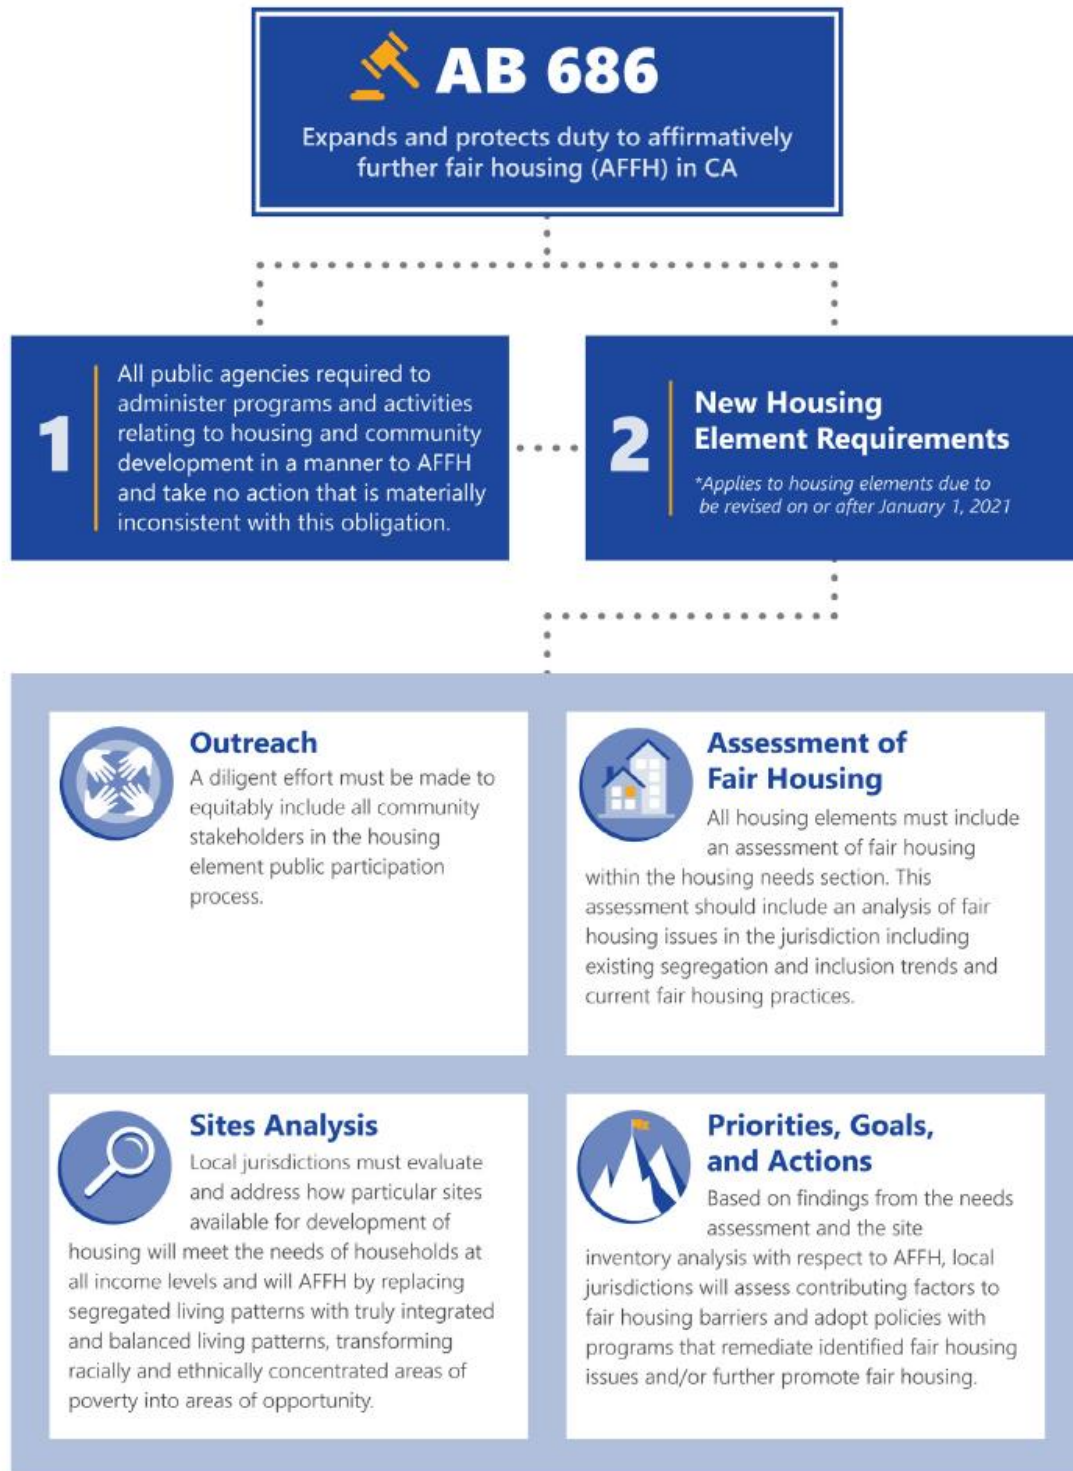 AB 686
Expands and protects duty to affirmatively
further fair housing (AFFH) in CA
1
All public agencies required to
administer programs and activities
relating to housing and community
development in a manner to AFFH
and take no action that is materially
inconsistent with this obligation.
2
New Housing
Element Requirements
*Applies to housing elements due to
be revised on or after January 1, 2021
Outreach
A diligent effort must be made to
equitably include all community
stakeholders in the housing
element public participation
process.
Assessment of
Fair Housing
All housing elements must include
an assessment of fair housing
within the housing needs section. This
assessment should include an analysis of fair
housing issues in the jurisdiction including
existing segregation and inclusion trends and
current fair housing practices.
Sites Analysis
Local jurisdictions must evaluate
and address how particular sites
available for development of
housing will meet the needs of households at
all income levels and will AFFH by replacing
segregated living patterns with truly integrated
and balanced living patterns, transforming
racially and ethnically concentrated areas of
poverty into areas of opportunity.
Priorities, Goals,
and Actions
Based on findings from the needs
assessment and the site
inventory analysis with respect to AFFH, local
jurisdictions will assess contributing factors to
fair housing barriers and adopt policies with
programs that remediate identified fair housing
issues and/or further promote fair housing.